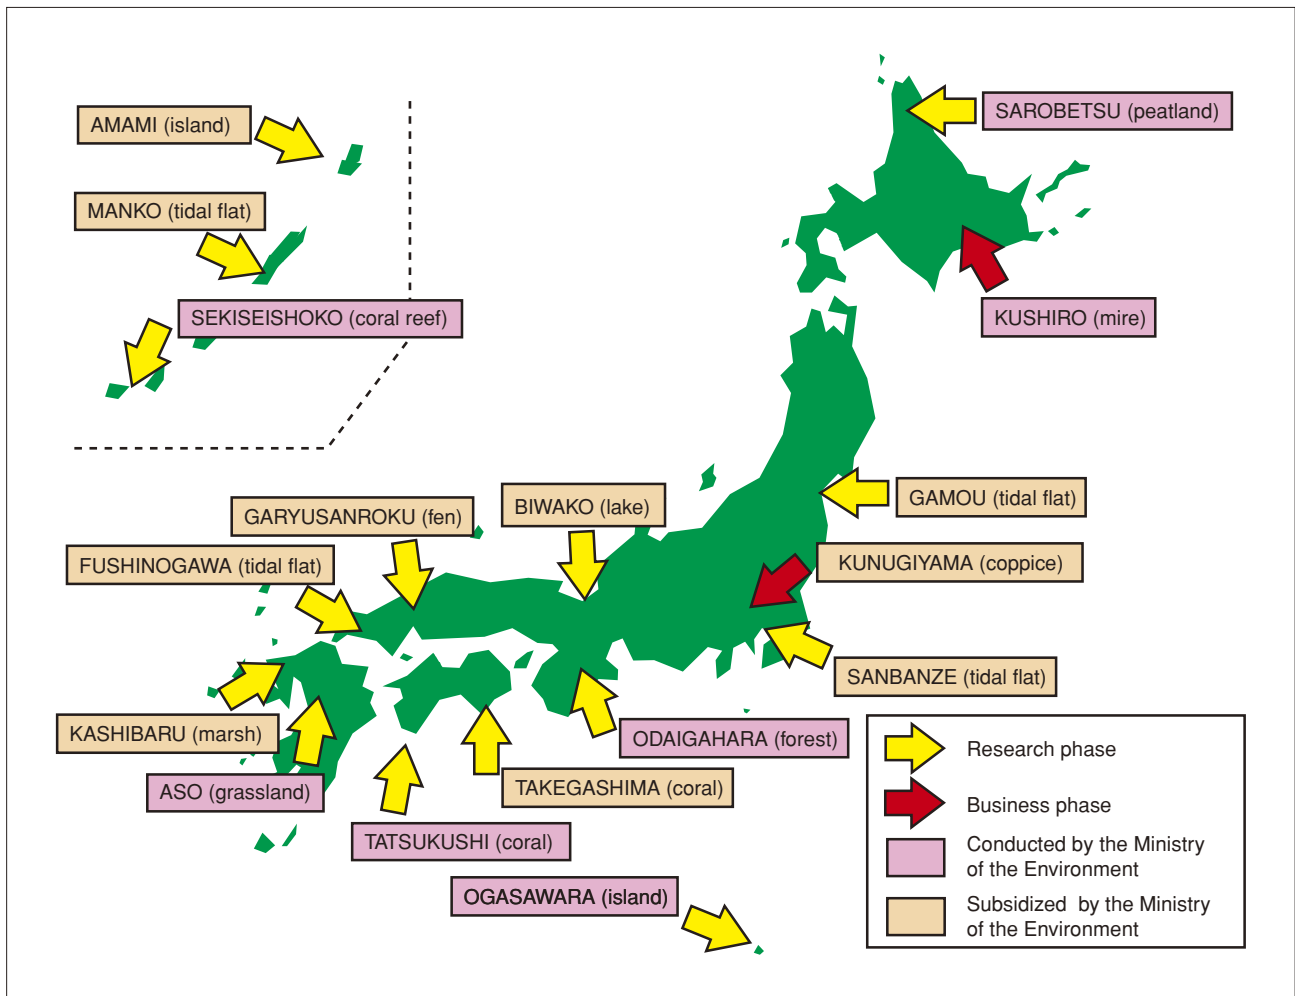 AMAMI (island)
SAROBETSU (peatland)
MANKO (tidal flat)
SEKISEISHOKO (coral reef)
KUSHIRO (mire)
BIWAKO (lake)
GAMOU (tidal flat)
GARYUSANROKU (fen)
FUSHINOGAWA (tidal flat)
KUNUGIYAMA (coppice)
SANBANZE (tidal flat)
KASHIBARU (marsh)
ODAIGAHARA (forest)
ASO (grassland)
TAKEGASHIMA (coral)
TATSUKUSHI (coral)
OGASAWARA (island)
Research phase
Business phase
Conducted by the Ministry
of the Environment
Subsidized by the Ministry
of the Environment